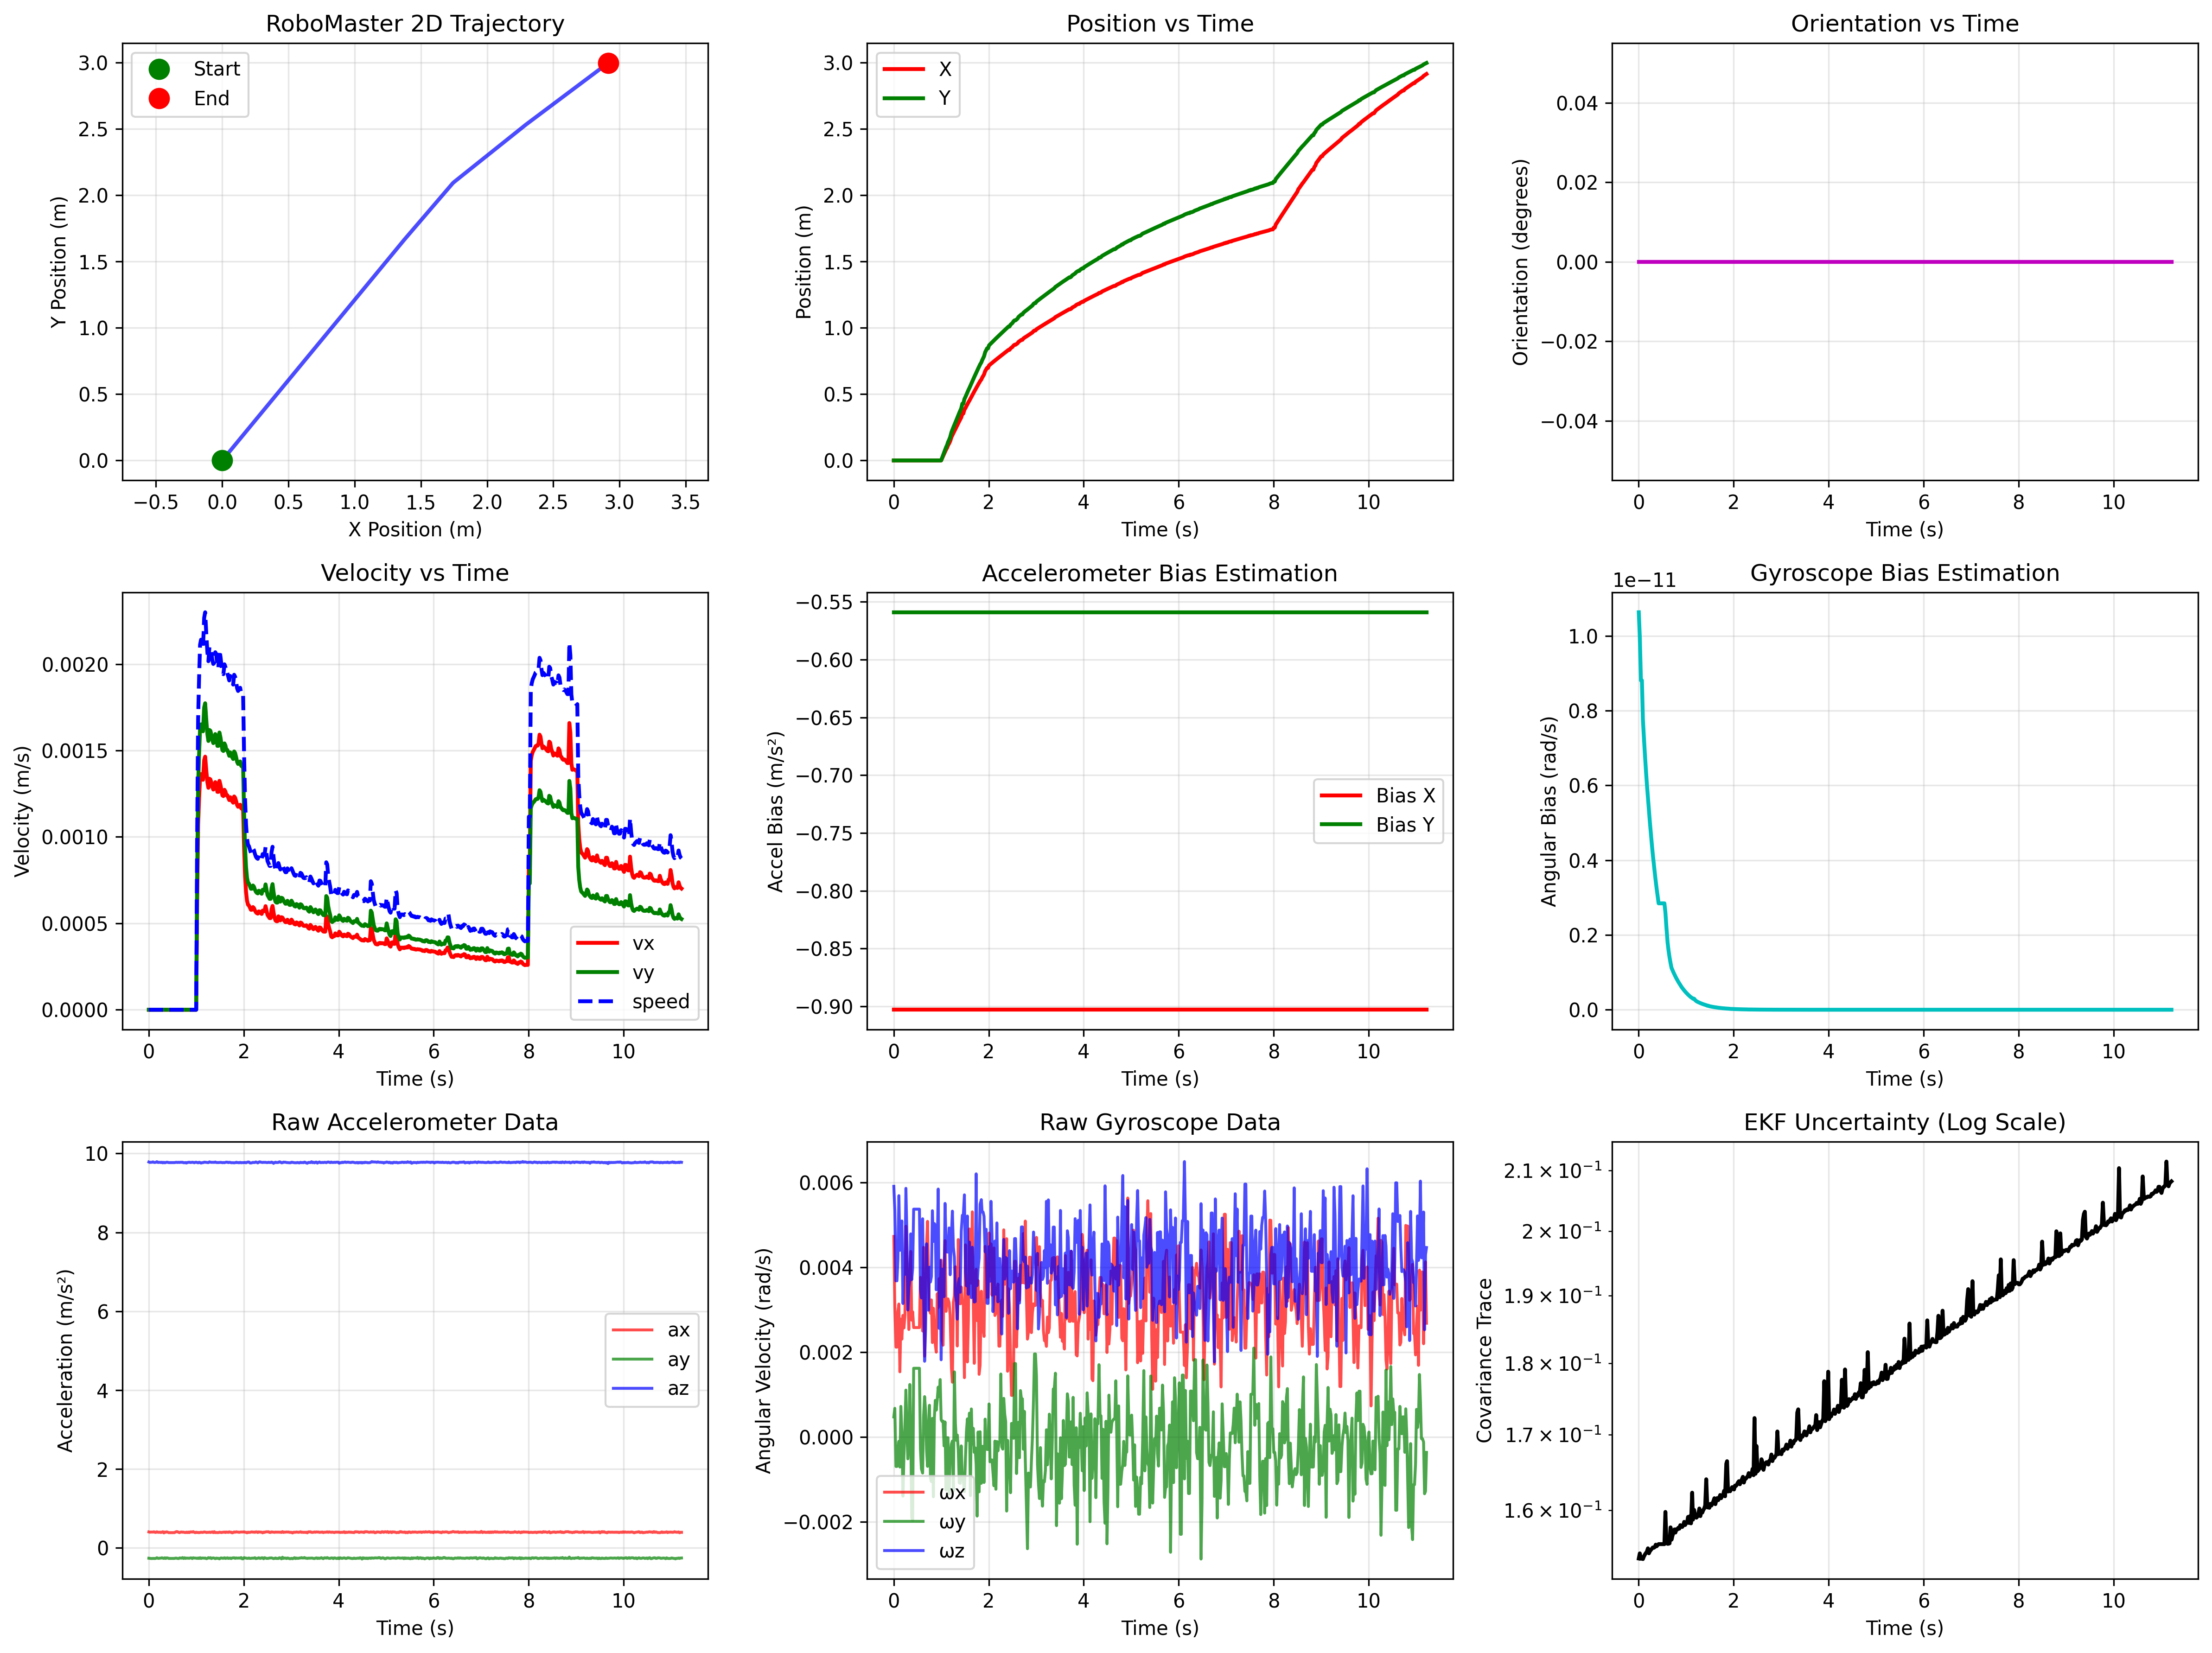 RoboMaster 2D Trajectory
Start
End
Y Position (m)
3.0
2.5
2.0
1.5
1.0
0.5
0.0
−0.5 0.0 0.5 1.0 1.5 2.0 2.5 3.0 3.5
X Position (m)
Position vs Time
X
Y
Position (m)
3.0
2.5
2.0
1.5
1.0
0.5
0.0
0 2 4 6 8 10
Time (s)
Orientation vs Time
Orientation (degrees)
0.04
0.02
0.00
−0.02
−0.04
0 2 4 6 8 10
Time (s)
Velocity vs Time
Velocity (m/s)
0.0020
0.0015
0.0010
0.0005
0.0000
vx
vy
speed
0 2 4 6 8 10
Time (s)
Accelerometer Bias Estimation
Accel Bias (m/s²)
−0.55
−0.60
−0.65
−0.70
−0.75
−0.80
−0.85
−0.90
Bias X
Bias Y
0 2 4 6 8 10
Time (s)
1e−11
Gyroscope Bias Estimation
Angular Bias (rad/s)
1.0
0.8
0.6
0.4
0.2
0.0
0 2 4 6 8 10
Time (s)
Raw Accelerometer Data
Acceleration (m/s²)
10
8
6
4
2
0
ax
ay
az
0 2 4 6 8 10
Time (s)
Raw Gyroscope Data
Angular Velocity (rad/s)
0.006
0.004
0.002
0.000
−0.002
ωx
ωy
ωz
0 2 4 6 8 10
Time (s)
EKF Uncertainty (Log Scale)
Covariance Trace
2.1 × 10⁻¹
2 × 10⁻¹
1.9 × 10⁻¹
1.8 × 10⁻¹
1.7 × 10⁻¹
1.6 × 10⁻¹
0 2 4 6 8 10
Time (s)